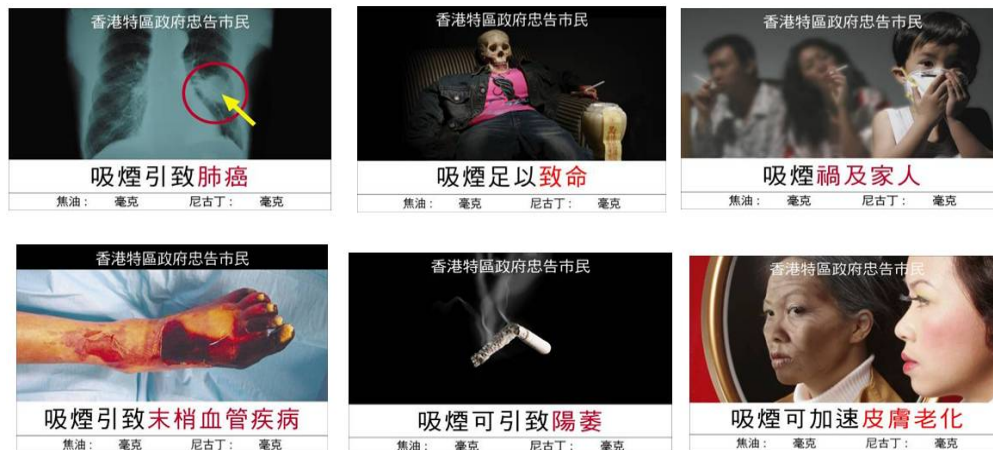 香港特區政府忠告市民
吸煙引致肺癌
焦油： 毫克 尼古丁： 毫克
香港特區政府忠告市民
吸煙足以致命
焦油： 毫克 尼古丁： 毫克
香港特區政府忠告市民
吸煙禍及家人
焦油： 毫克 尼古丁： 毫克
香港特區政府忠告市民
吸煙引致末梢血管疾病
焦油： 毫克 尼古丁： 毫克
香港特區政府忠告市民
吸煙可引致陽萎
焦油： 毫克 尼古丁： 毫克
香港特區政府忠告市民
吸煙可加速皮膚老化
焦油： 毫克 尼古丁： 毫克